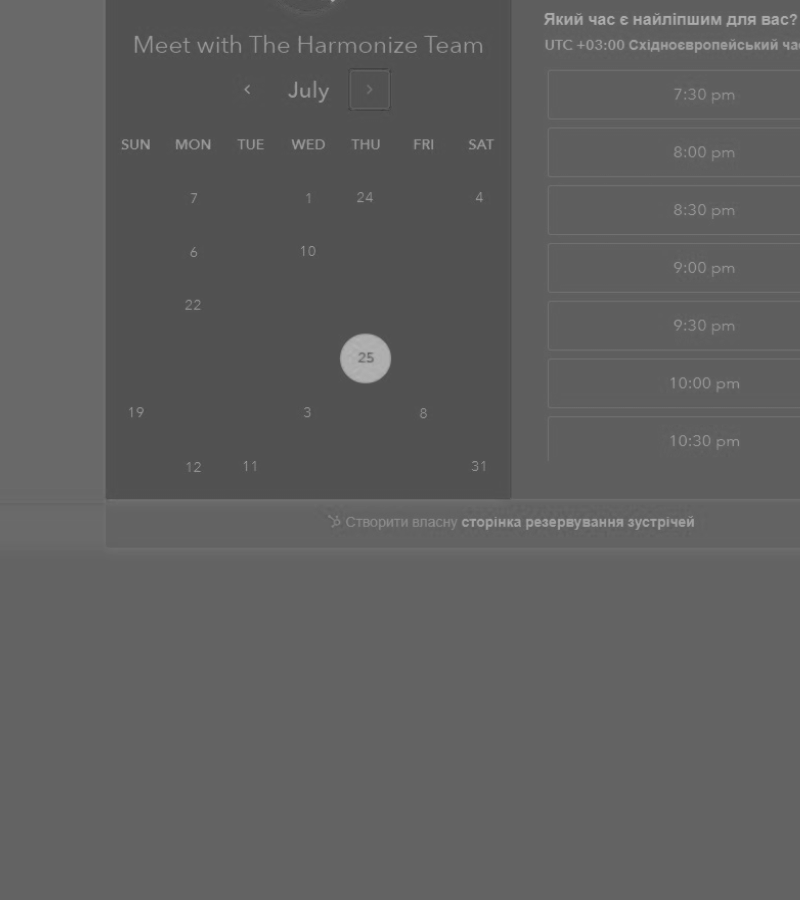 Meet with The Harmonize Team
July
SUN MON TUE WED THU FRI SAT
7 1 24 4
6 10
22
25
19 3 8
12 11 31
Який час є найліпшим для вас?
UTC +03:00 Східноєвропейський
7:30 pm
8:00 pm
8:30 pm
9:00 pm
9:30 pm
10:00 pm
10:30 pm
Створити власну сторінка резервування зустрічей